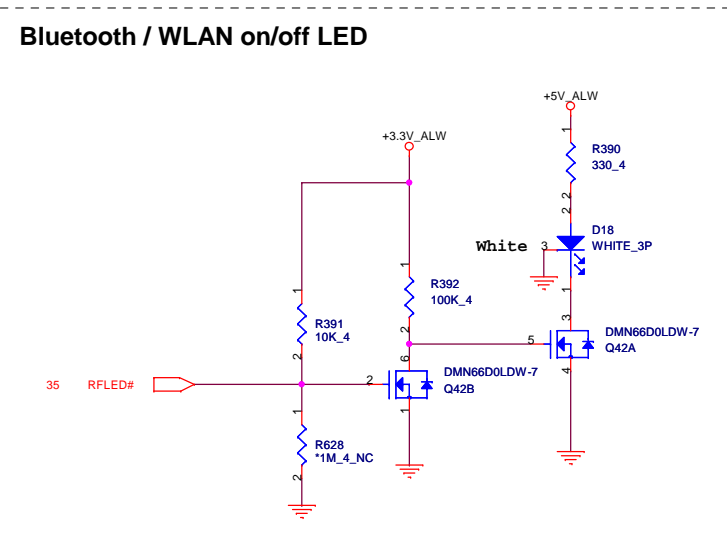 Bluetooth / WLAN on/off LED
+5V_ALW
1
R390
330_4
2
+3.3V_ALW
2
D18
WHITE_3P
White 3
1
1
R392
100K_4
2
1
R391
10K_4
2
3
DMN66D0LDW-7
Q42A
5
4
6
DMN66D0LDW-7
Q42B
2
1
35 RFLED#
1
R628
*1M_4_NC
2